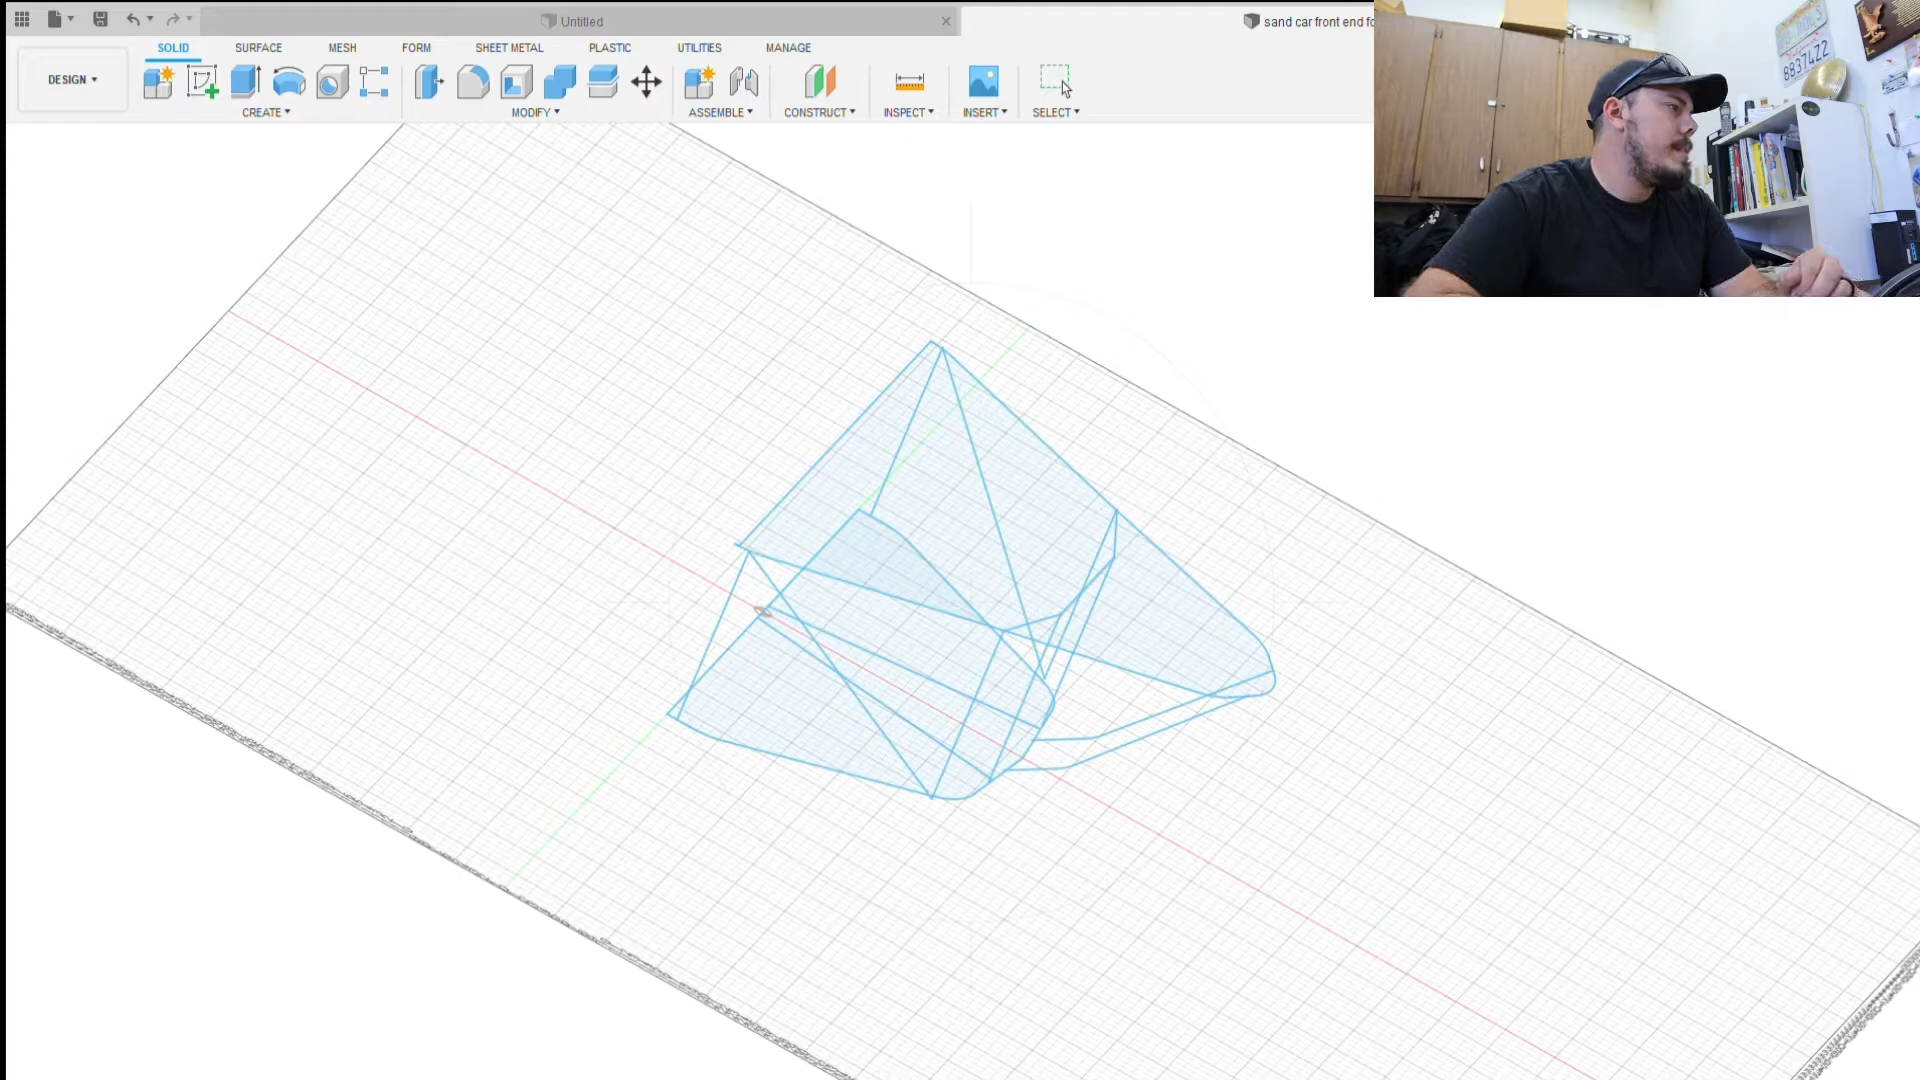 Untitled
sand car front end fo
DESIGN
SOLID SURFACE MESH FORM SHEET METAL PLASTIC UTILITIES MANAGE
CREATE MODIFY ASSEMBLE CONSTRUCT INSPECT INSERT SELECT
88374Z2